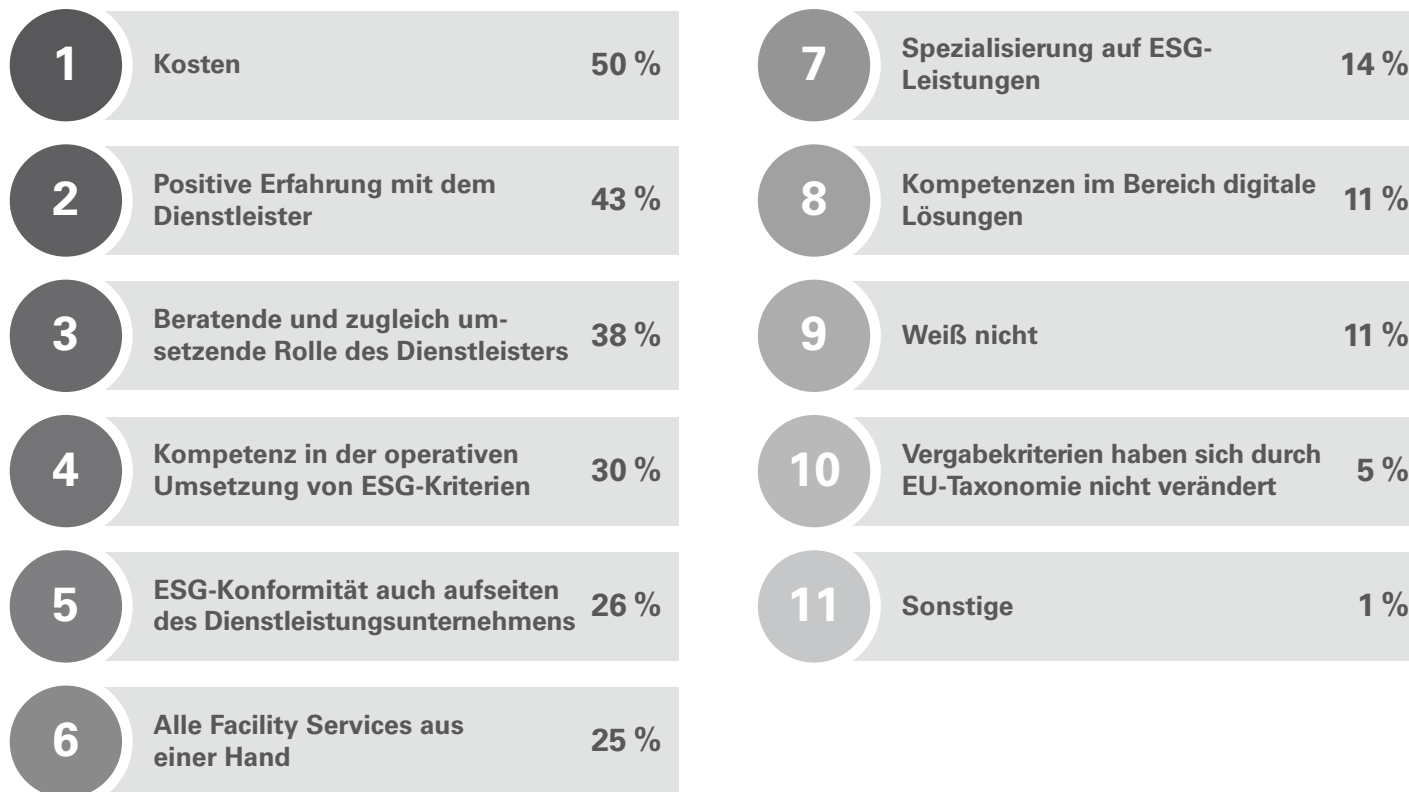 1
Kosten
50 %
2
Positive Erfahrung mit dem
Dienstleister
43 %
3
Beratende und zugleich um-
setzende Rolle des Dienstleisters
38 %
4
Kompetenz in der operativen
Umsetzung von ESG-Kriterien
30 %
5
ESG-Konformität auch aufseiten
des Dienstleistungsunternehmens
26 %
6
Alle Facility Services aus
einer Hand
25 %
7
Spezialisierung auf ESG-
Leistungen
14 %
8
Kompetenzen im Bereich digitale
Lösungen
11 %
9
Weiß nicht
11 %
10
Vergabekriterien haben sich durch
EU-Taxonomie nicht verändert
5 %
11
Sonstige
1 %